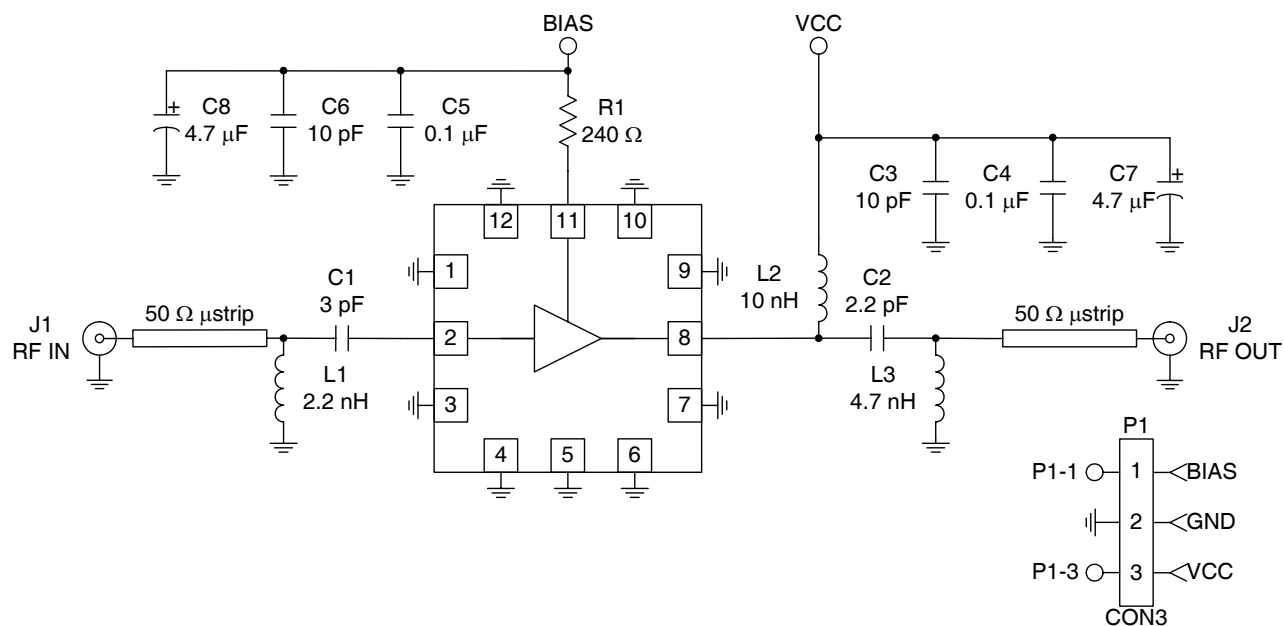 BIAS
VCC
C8
4.7 μF
C6
10 pF
C5
0.1 μF
R1
240 Ω
C3
10 pF
C4
0.1 μF
C7
4.7 μF
12
11
10
1
9
C1
3 pF
L2
10 nH
C2
2.2 pF
J1
RF IN
50 Ω μstrip
2
8
50 Ω μstrip
J2
RF OUT
L1
2.2 nH
3
7
L3
4.7 nH
4
5
6
P1
P1-1
1
BIAS
2
GND
P1-3
3
VCC
CON3